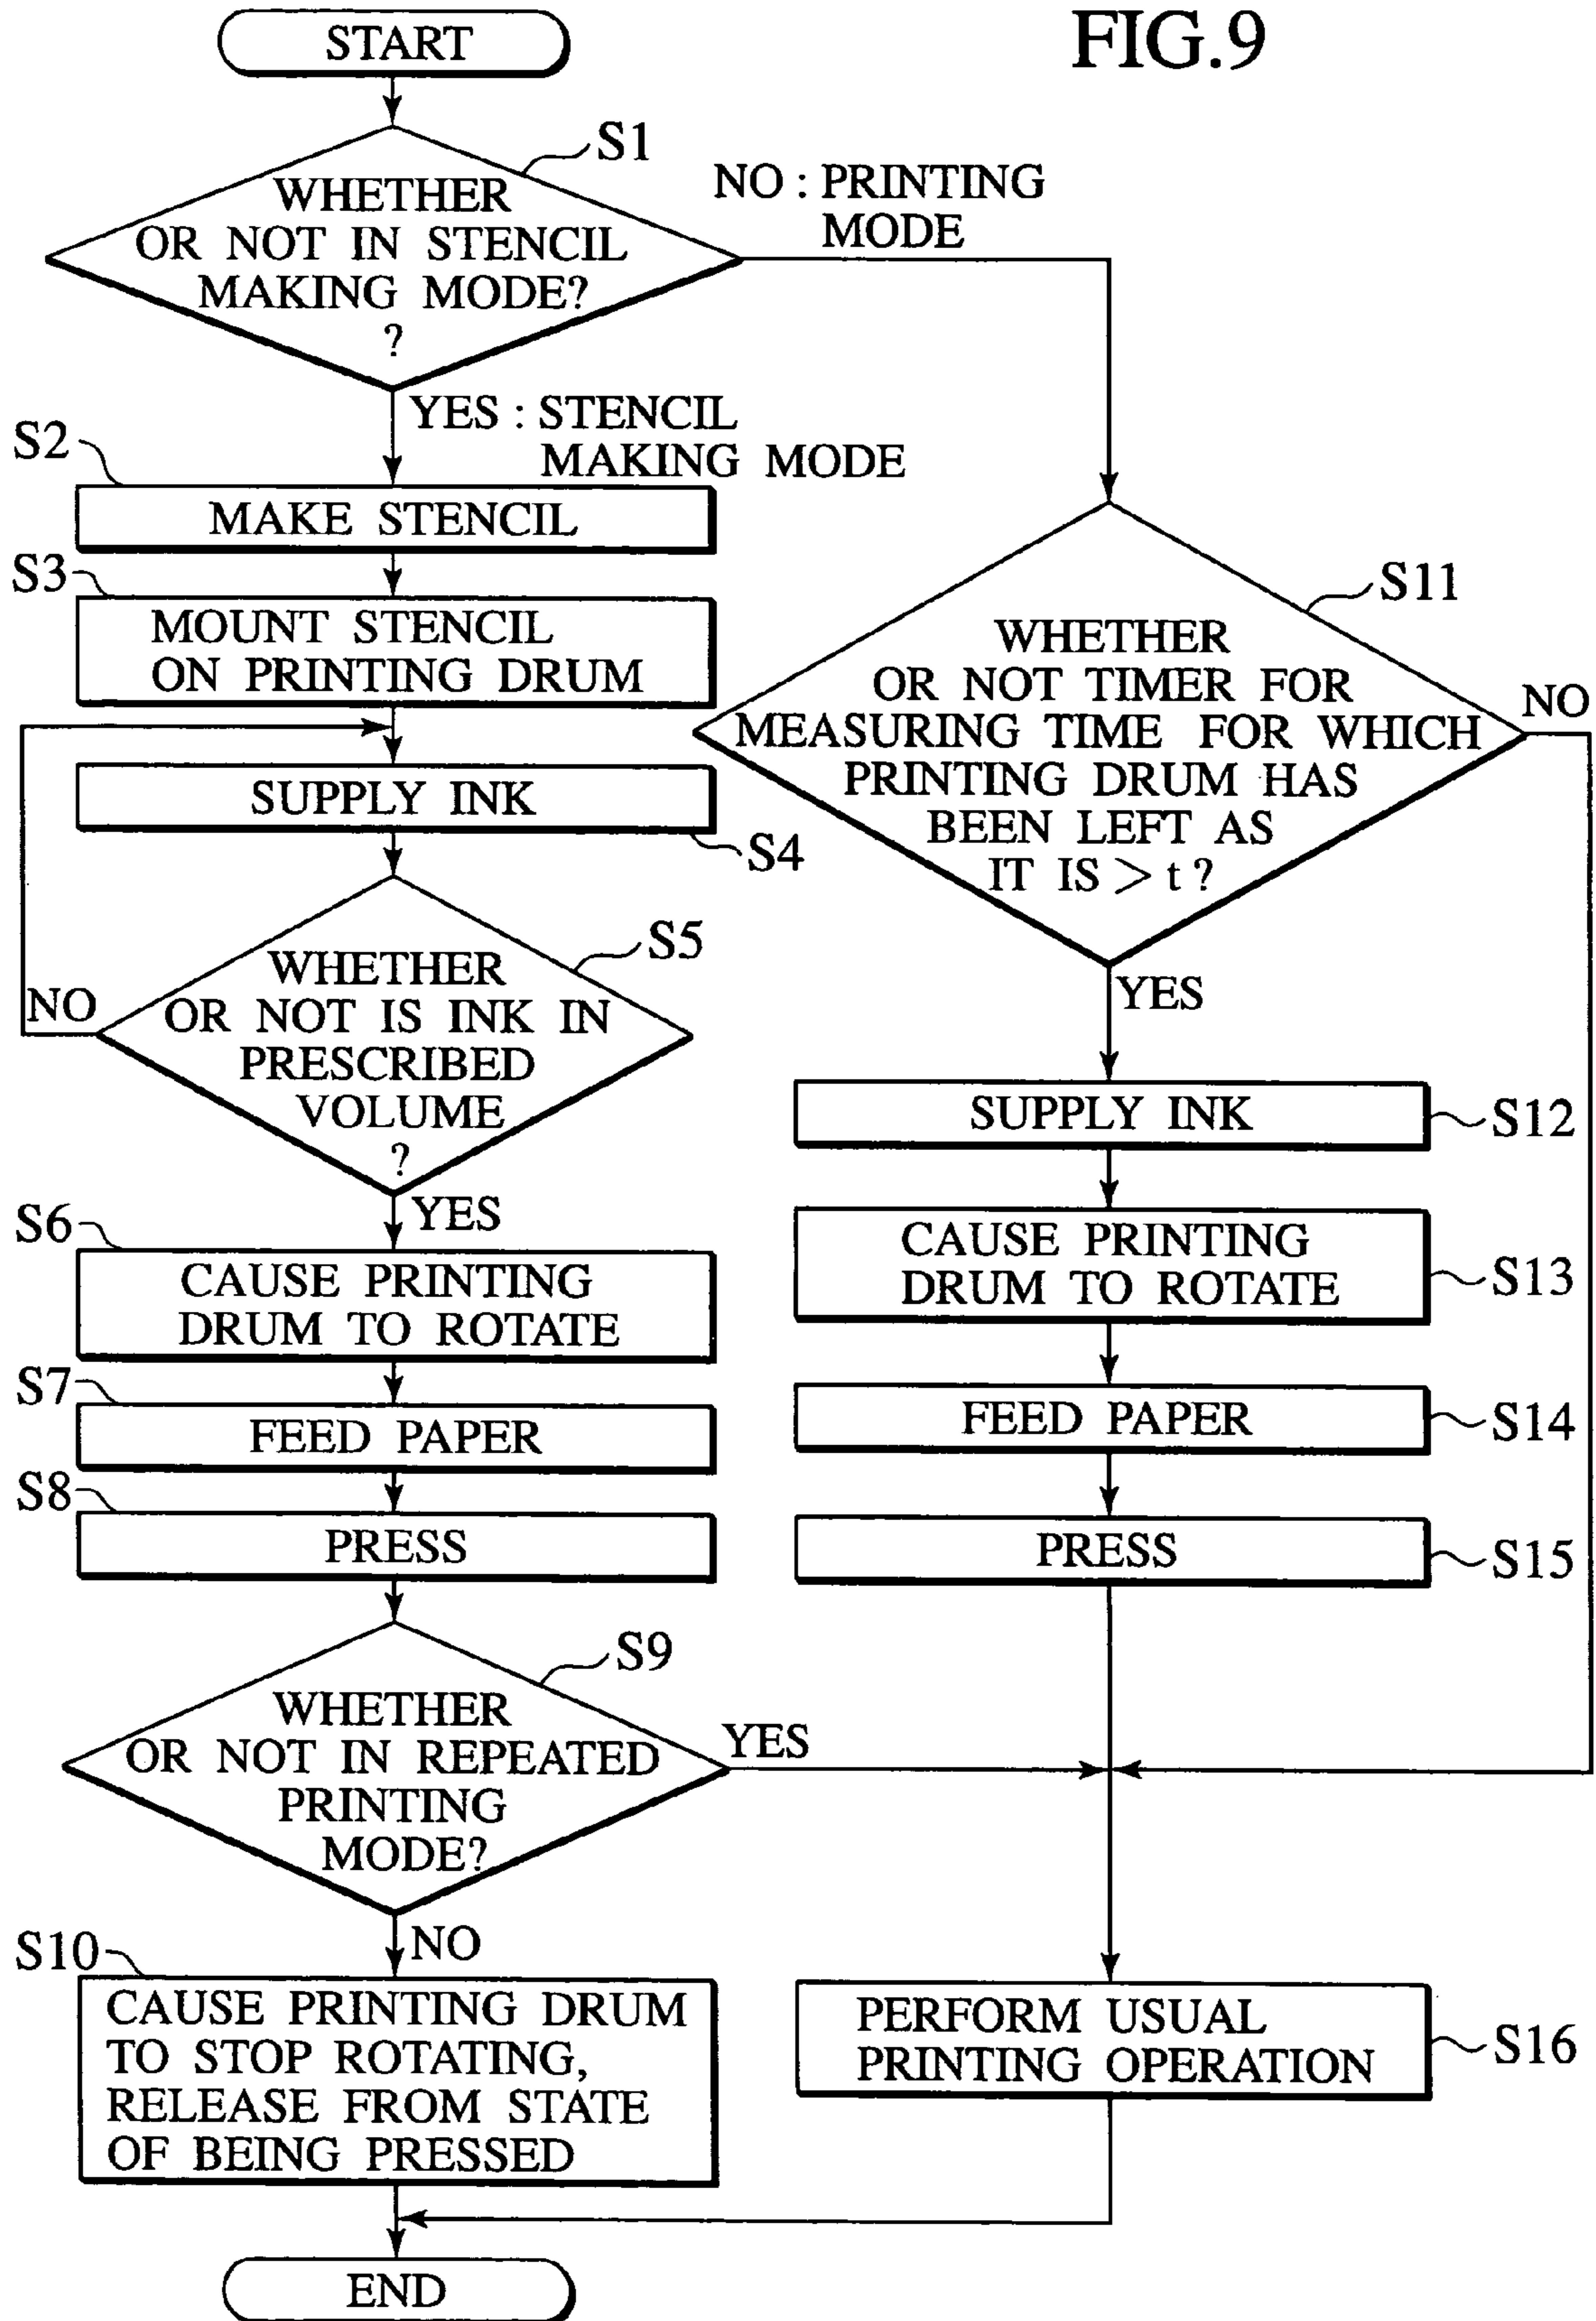 FIG.9
START
S1
WHETHER
OR NOT IN STENCIL
MAKING MODE?
?
NO : PRINTING
MODE
YES : STENCIL
MAKING MODE
S2
MAKE STENCIL
S3
MOUNT STENCIL
ON PRINTING DRUM
SUPPLY INK
S4
S5
WHETHER
OR NOT IS INK IN
PRESCRIBED
VOLUME
?
NO
YES
S6
CAUSE PRINTING
DRUM TO ROTATE
S7
FEED PAPER
S8
PRESS
S9
WHETHER
OR NOT IN REPEATED
PRINTING
MODE?
YES
NO
S10
CAUSE PRINTING DRUM
TO STOP ROTATING,
RELEASE FROM STATE
OF BEING PRESSED
S11
WHETHER
OR NOT TIMER FOR
MEASURING TIME FOR WHICH
PRINTING DRUM HAS
BEEN LEFT AS
IT IS > t ?
NO
YES
SUPPLY INK
S12
CAUSE PRINTING
DRUM TO ROTATE
S13
FEED PAPER
S14
PRESS
S15
PERFORM USUAL
PRINTING OPERATION
S16
END